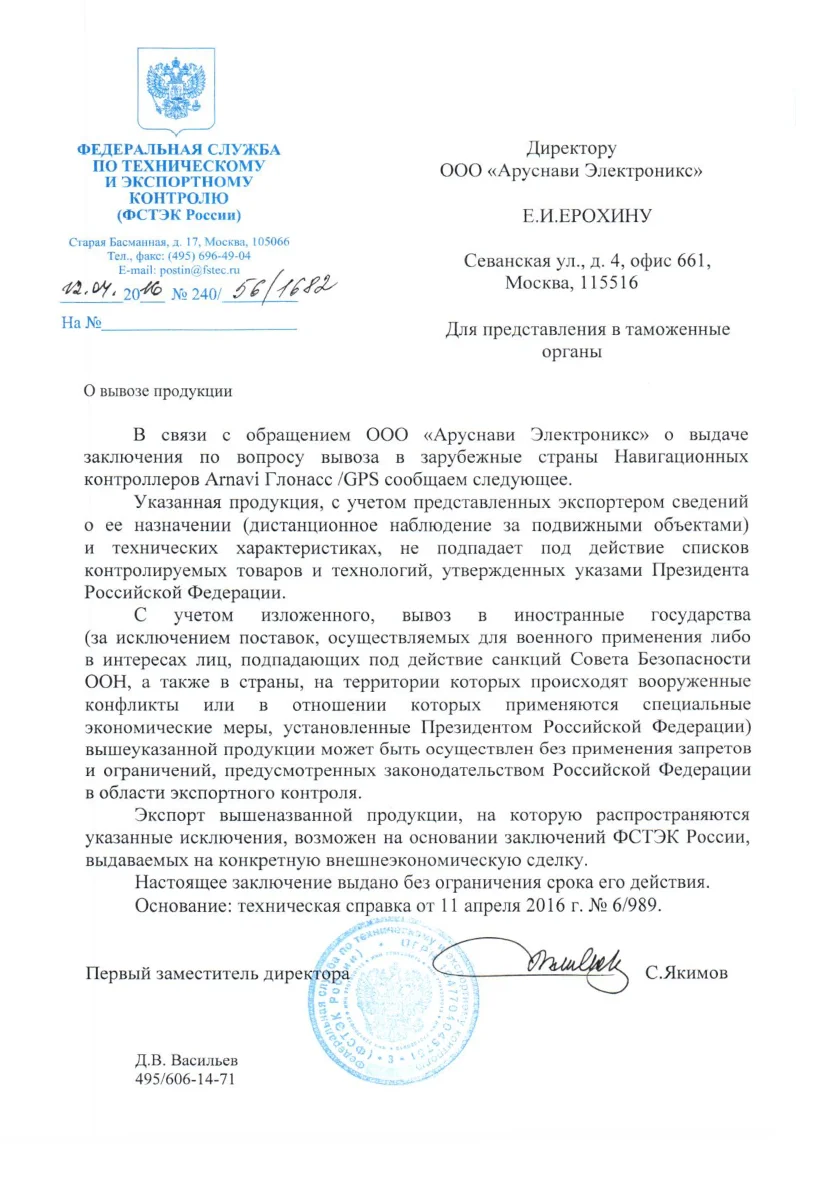 ФЕДЕРАЛЬНАЯ СЛУЖБА
ПО ТЕХНИЧЕСКОМУ
И ЭКСПОРТНОМУ
КОНТРОЛЮ
(ФСТЭК России)
Старая Басманная, д. 17, Москва, 105066
Тел., факс: (495) 696-49-04
E-mail: postin@fstec.ru
12.04. 2016 № 240/ 56/1682
На №
Директору
ООО «Аруснави Электроникс»
Е.И.ЕРОХИНУ
Севанская ул., д. 4, офис 661,
Москва, 115516
Для представления в таможенные
органы
О вывозе продукции
В связи с обращением ООО «Аруснави Электроникс» о выдаче
заключения по вопросу вывоза в зарубежные страны Навигационных
контроллеров Arnavi Глонасс /GPS сообщаем следующее.
Указанная продукция, с учетом представленных экспортером сведений
о ее назначении (дистанционное наблюдение за подвижными объектами)
и технических характеристиках, не подпадает под действие списков
контролируемых товаров и технологий, утвержденных указами Президента
Российской Федерации.
С учетом изложенного, вывоз в иностранные государства
(за исключением поставок, осуществляемых для военного применения либо
в интересах лиц, подпадающих под действие санкций Совета Безопасности
ООН, а также в страны, на территории которых происходят вооруженные
конфликты или в отношении которых применяются специальные
экономические меры, установленные Президентом Российской Федерации)
вышеуказанной продукции может быть осуществлен без применения запретов
и ограничений, предусмотренных законодательством Российской Федерации
в области экспортного контроля.
Экспорт вышеназванной продукции, на которую распространяются
указанные исключения, возможен на основании заключений ФСТЭК России,
выдаваемых на конкретную внешнеэкономическую сделку.
Настоящее заключение выдано без ограничения срока его действия.
Основание: техническая справка от 11 апреля 2016 г. № 6/989.
Первый заместитель директора
С.Якимов
Федеральная служба по техническому и экспортному контролю
(ФСТЭК России)
Д.В. Васильев
495/606-14-71